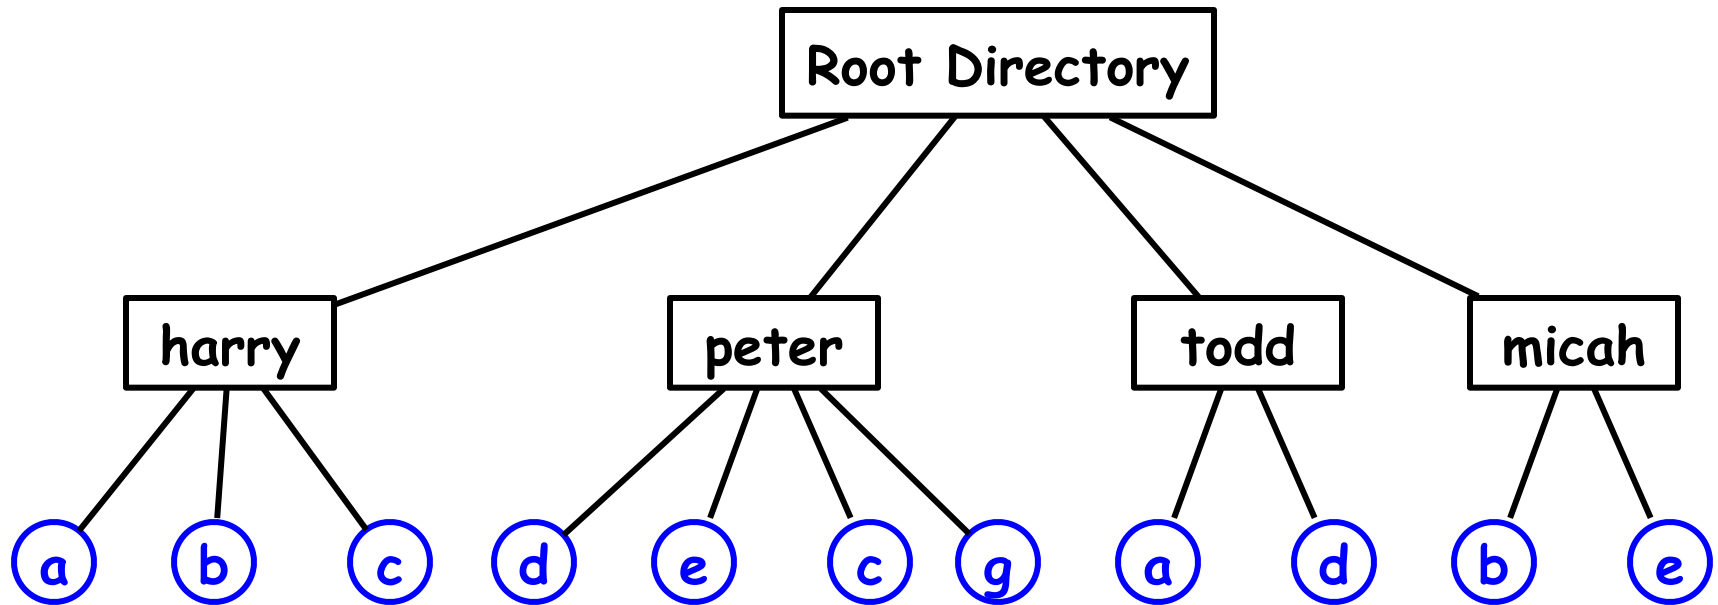 Root Directory
harry peter todd micah
a b c d e c g a d b e